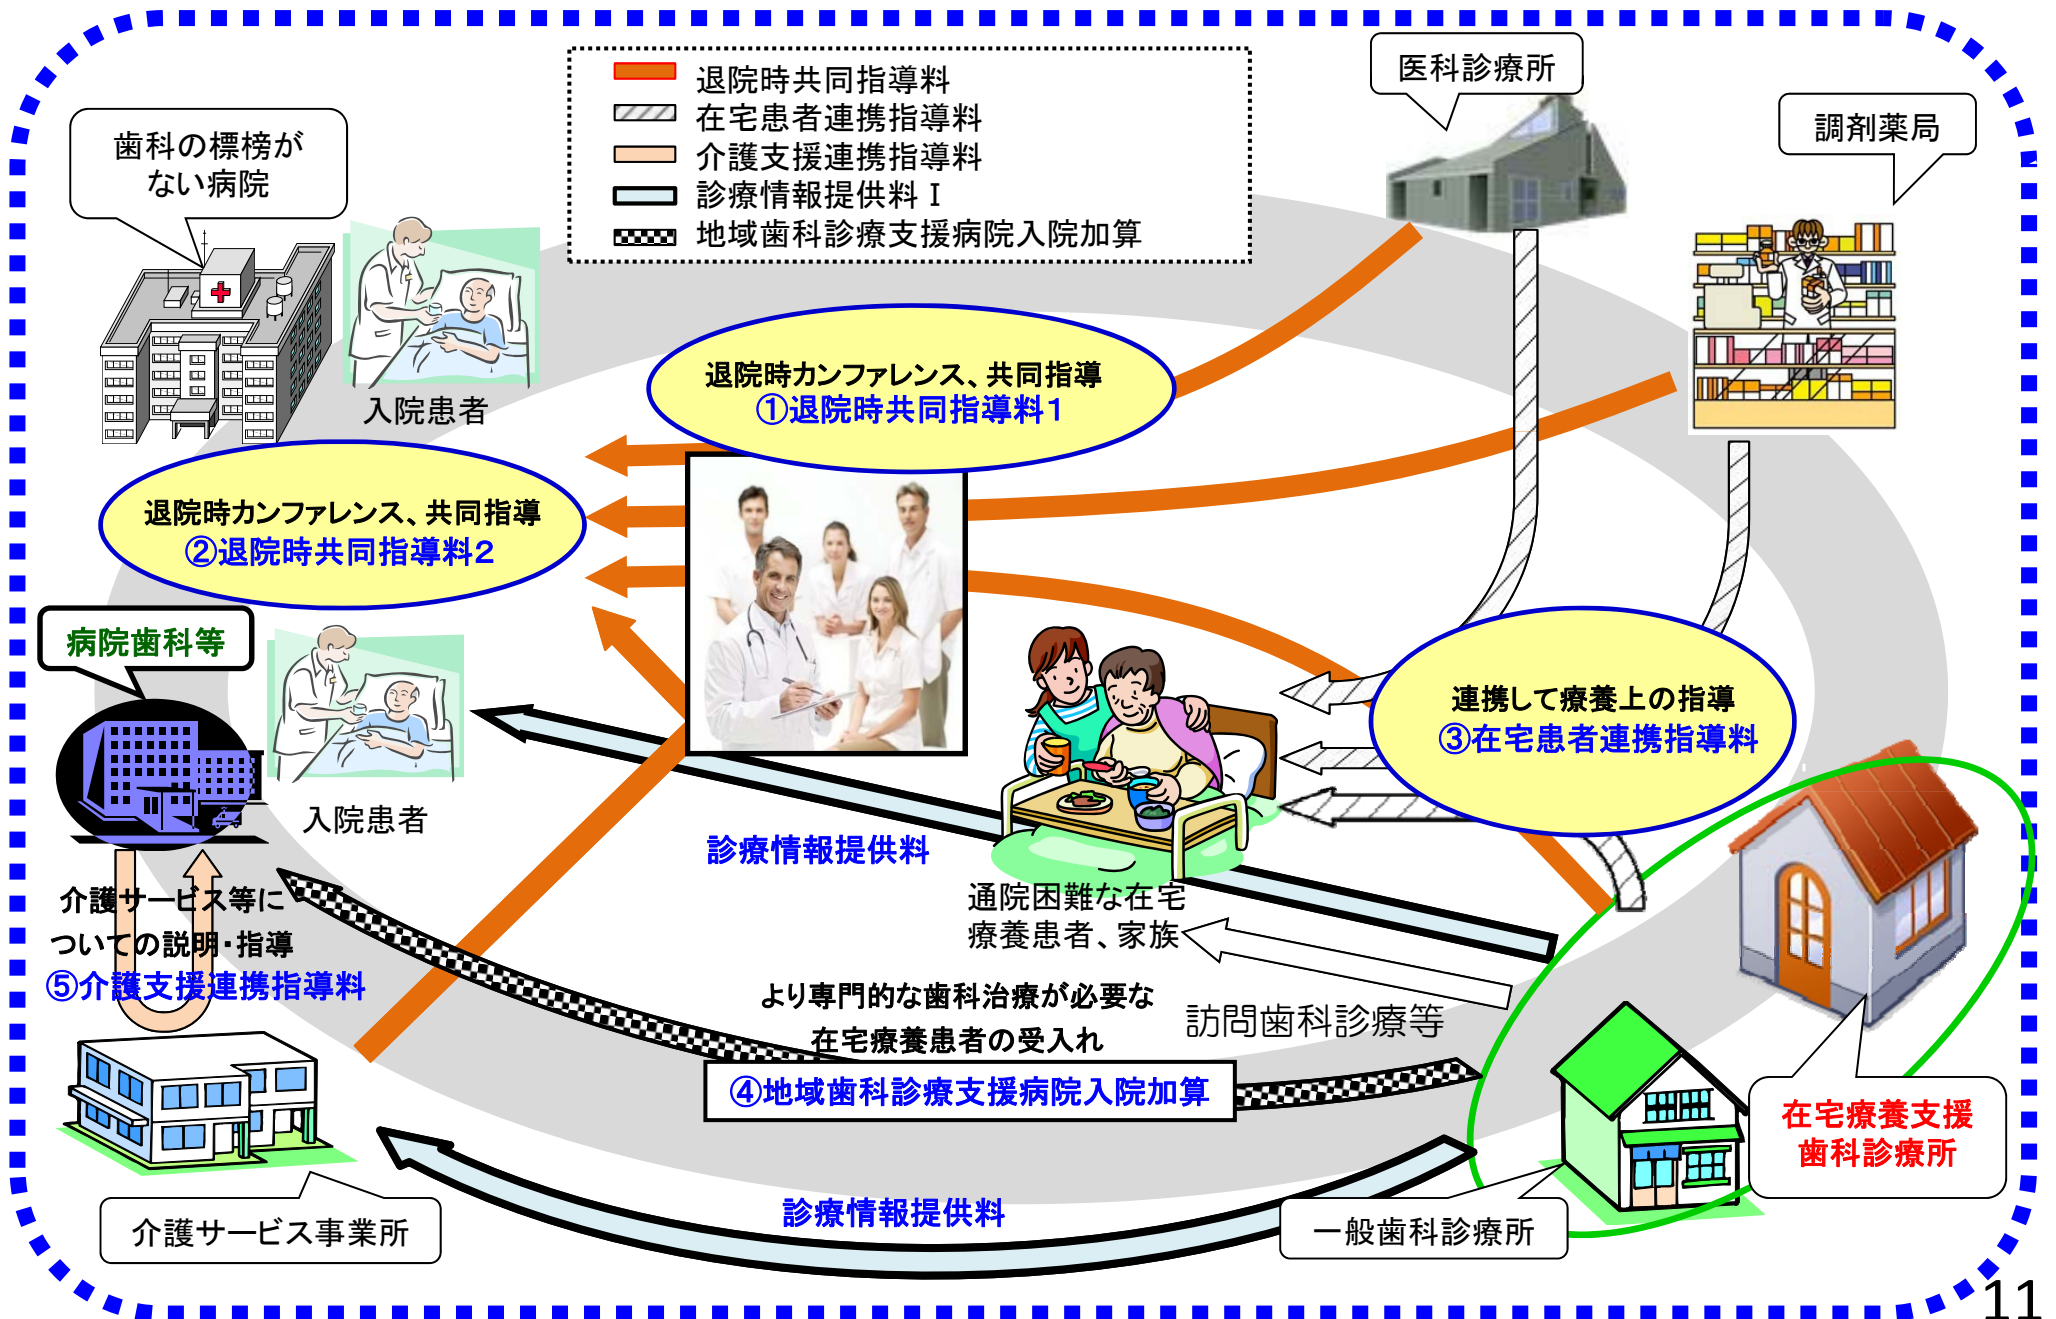 退院時共同指導料
在宅患者連携指導料
介護支援連携指導料
診療情報提供料Ⅰ
地域歯科診療支援病院入院加算
医科診療所
調剤薬局
歯科の標榜が
ない病院
入院患者
退院時カンファレンス、共同指導
①退院時共同指導料1
退院時カンファレンス、共同指導
②退院時共同指導料2
病院歯科等
入院患者
連携して療養上の指導
③在宅患者連携指導料
診療情報提供料
通院困難な在宅
療養患者、家族
介護サービス等に
ついての説明・指導
⑤介護支援連携指導料
より専門的な歯科治療が必要な
在宅療養患者の受入れ
④地域歯科診療支援病院入院加算
訪問歯科診療等
在宅療養支援
歯科診療所
診療情報提供料
介護サービス事業所
一般歯科診療所
11